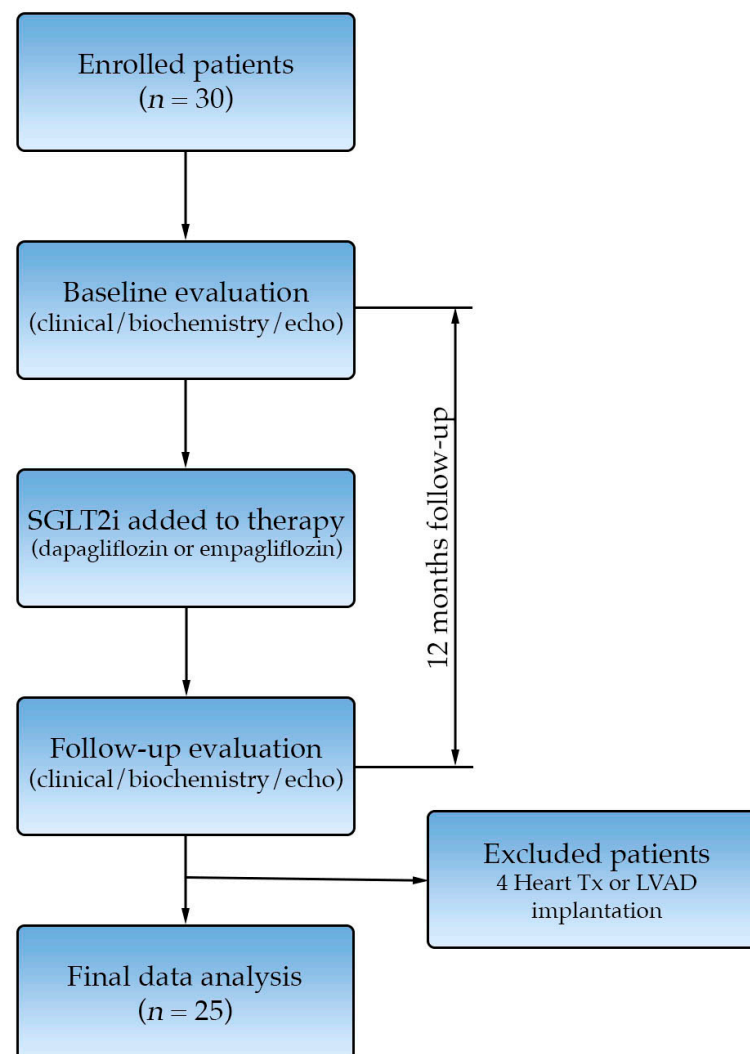 Enrolled patients
(n = 30)
Baseline evaluation
(clinical/biochemistry/echo)
SGLT2i added to therapy
(dapagliflozin or empagliflozin)
12 months follow-up
Follow-up evaluation
(clinical/biochemistry/echo)
Excluded patients
4 Heart Tx or LVAD
implantation
Final data analysis
(n = 25)